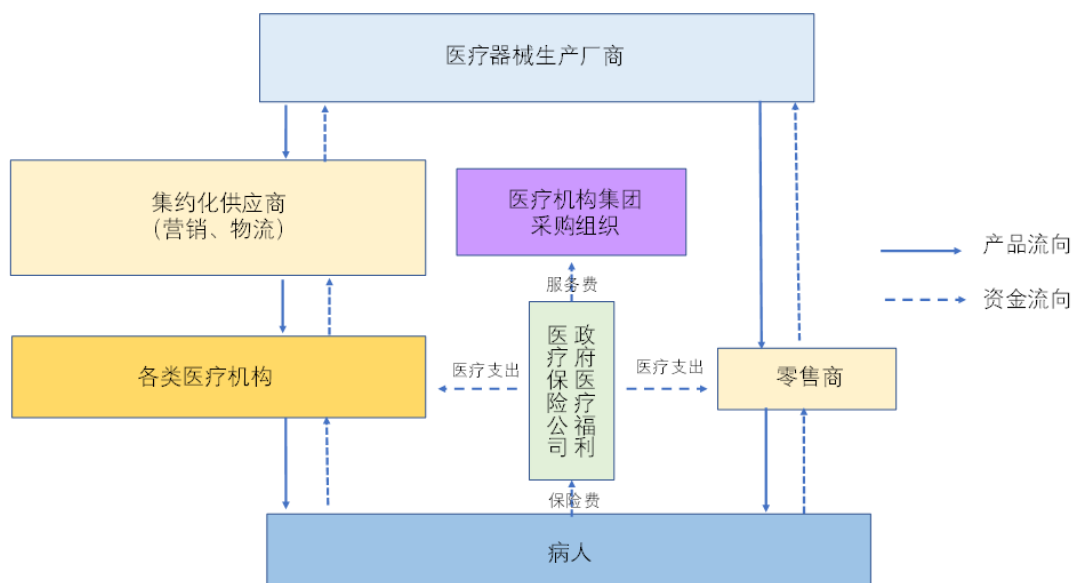 医疗器械生产厂商
集约化供应商
（营销、物流）
医疗机构集团
采购组织
产品流向
资金流向
服务费
各类医疗机构
医疗支出
政府医疗福利
医疗保险公司
医疗支出
零售商
保险费
病人